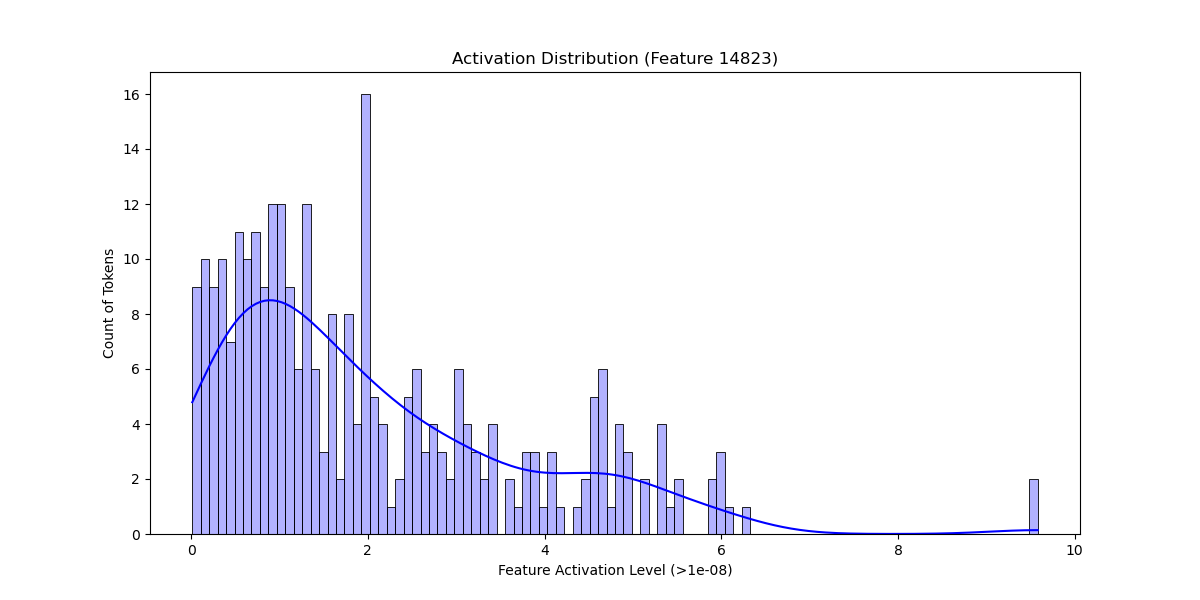 Activation Distribution (Feature 14823)
Count of Tokens
16
14
12
10
8
6
4
2
0
0 2 4 6 8 10
Feature Activation Level (>1e-08)